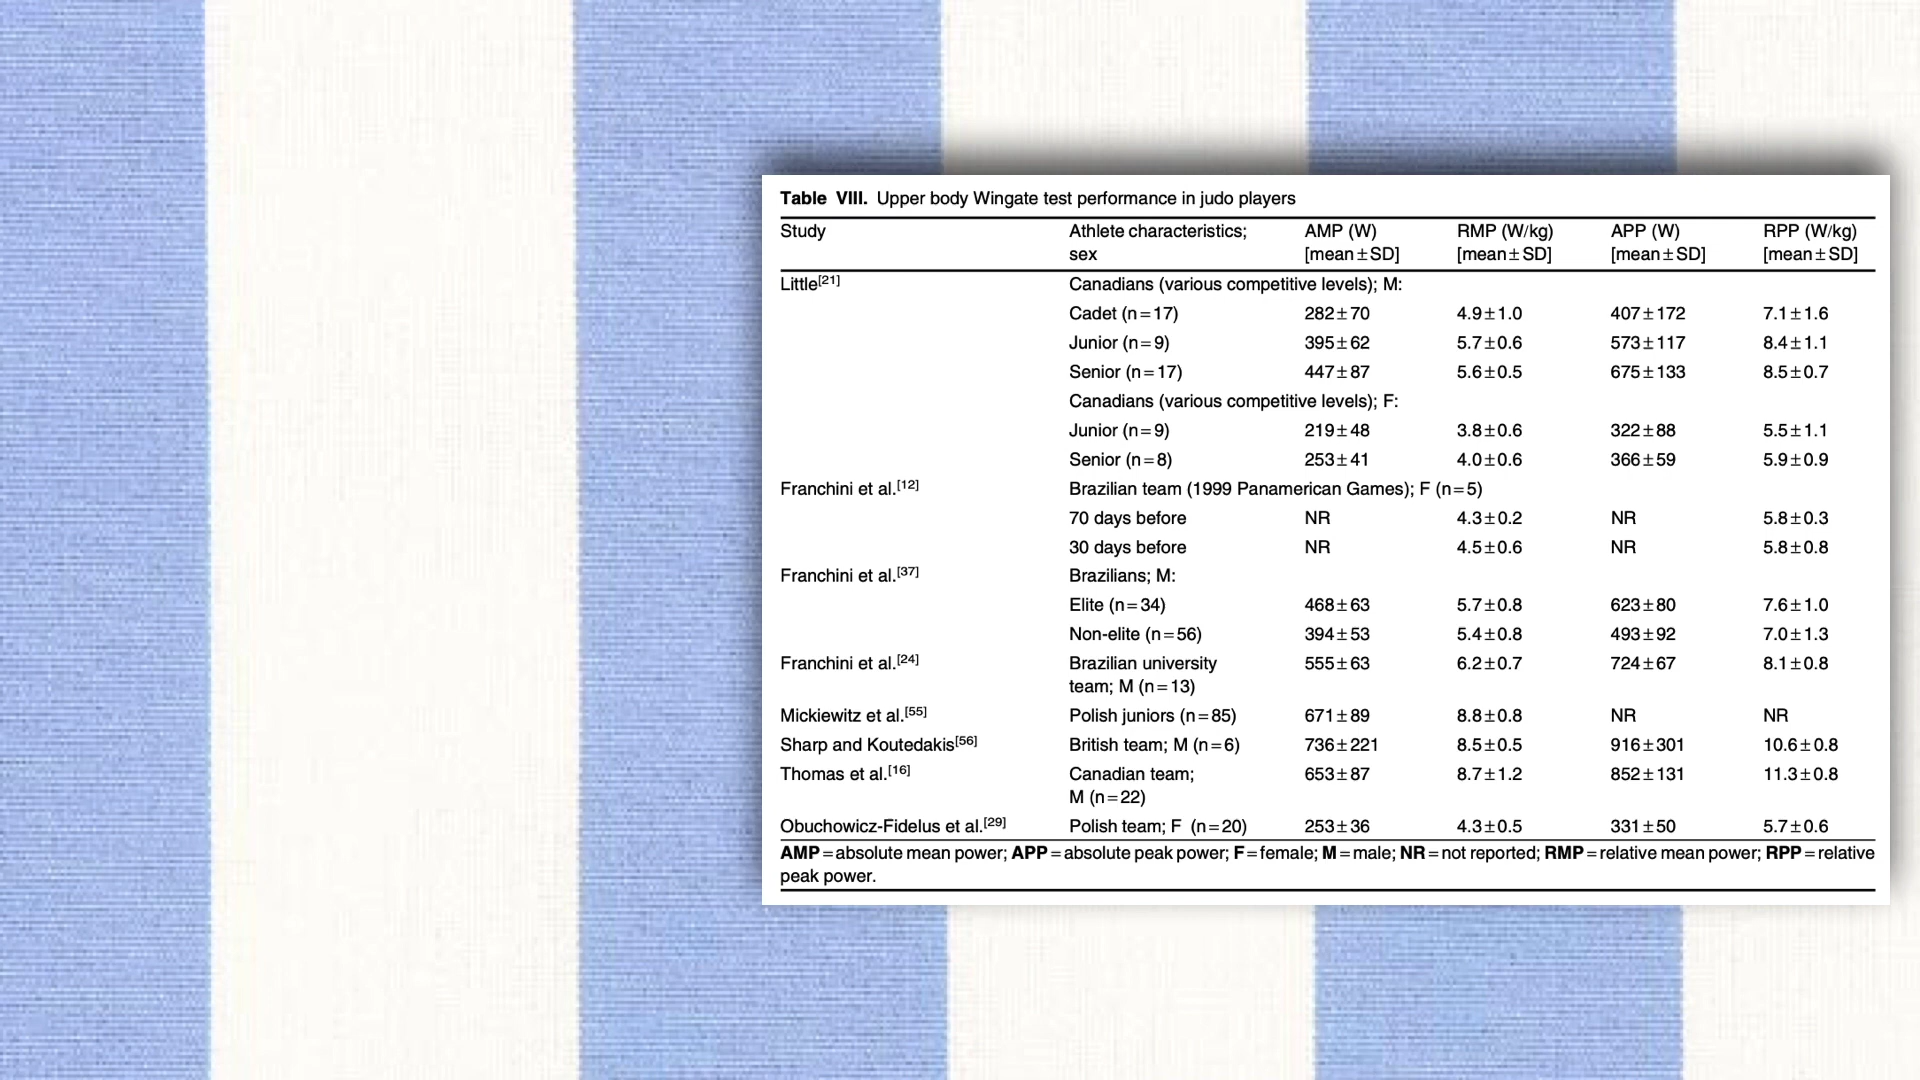 Table VIII. Upper body Wingate test performance in judo players
Study Athlete characteristics; sex AMP (W) [mean±SD] RMP (W/kg) [mean±SD] APP (W) [mean±SD] RPP (W/kg) [mean±SD]
Little[21] Canadians (various competitive levels); M:
Cadet (n=17) 282±70 4.9±1.0 407±172 7.1±1.6
Junior (n=9) 395±62 5.7±0.6 573±117 8.4±1.1
Senior (n=17) 447±87 5.6±0.5 675±133 8.5±0.7
Canadians (various competitive levels); F:
Junior (n=9) 219±48 3.8±0.6 322±88 5.5±1.1
Senior (n=8) 253±41 4.0±0.6 366±59 5.9±0.9
Franchini et al.[12] Brazilian team (1999 Panamerican Games); F (n=5)
70 days before NR 4.3±0.2 NR 5.8±0.3
30 days before NR 4.5±0.6 NR 5.8±0.8
Franchini et al.[37] Brazilians; M:
Elite (n=34) 468±63 5.7±0.8 623±80 7.6±1.0
Non-elite (n=56) 394±53 5.4±0.8 493±92 7.0±1.3
Franchini et al.[24] Brazilian university team; M (n=13) 555±63 6.2±0.7 724±67 8.1±0.8
Mickiewitz et al.[55] Polish juniors (n=85) 671±89 8.8±0.8 NR NR
Sharp and Koutedakis[56] British team; M (n=6) 736±221 8.5±0.5 916±301 10.6±0.8
Thomas et al.[16] Canadian team; M (n=22) 653±87 8.7±1.2 852±131 11.3±0.8
Obuchowicz-Fidelus et al.[29] Polish team; F (n=20) 253±36 4.3±0.5 331±50 5.7±0.6
AMP=absolute mean power; APP=absolute peak power; F=female; M=male; NR=not reported; RMP=relative mean power; RPP=relative
peak power.